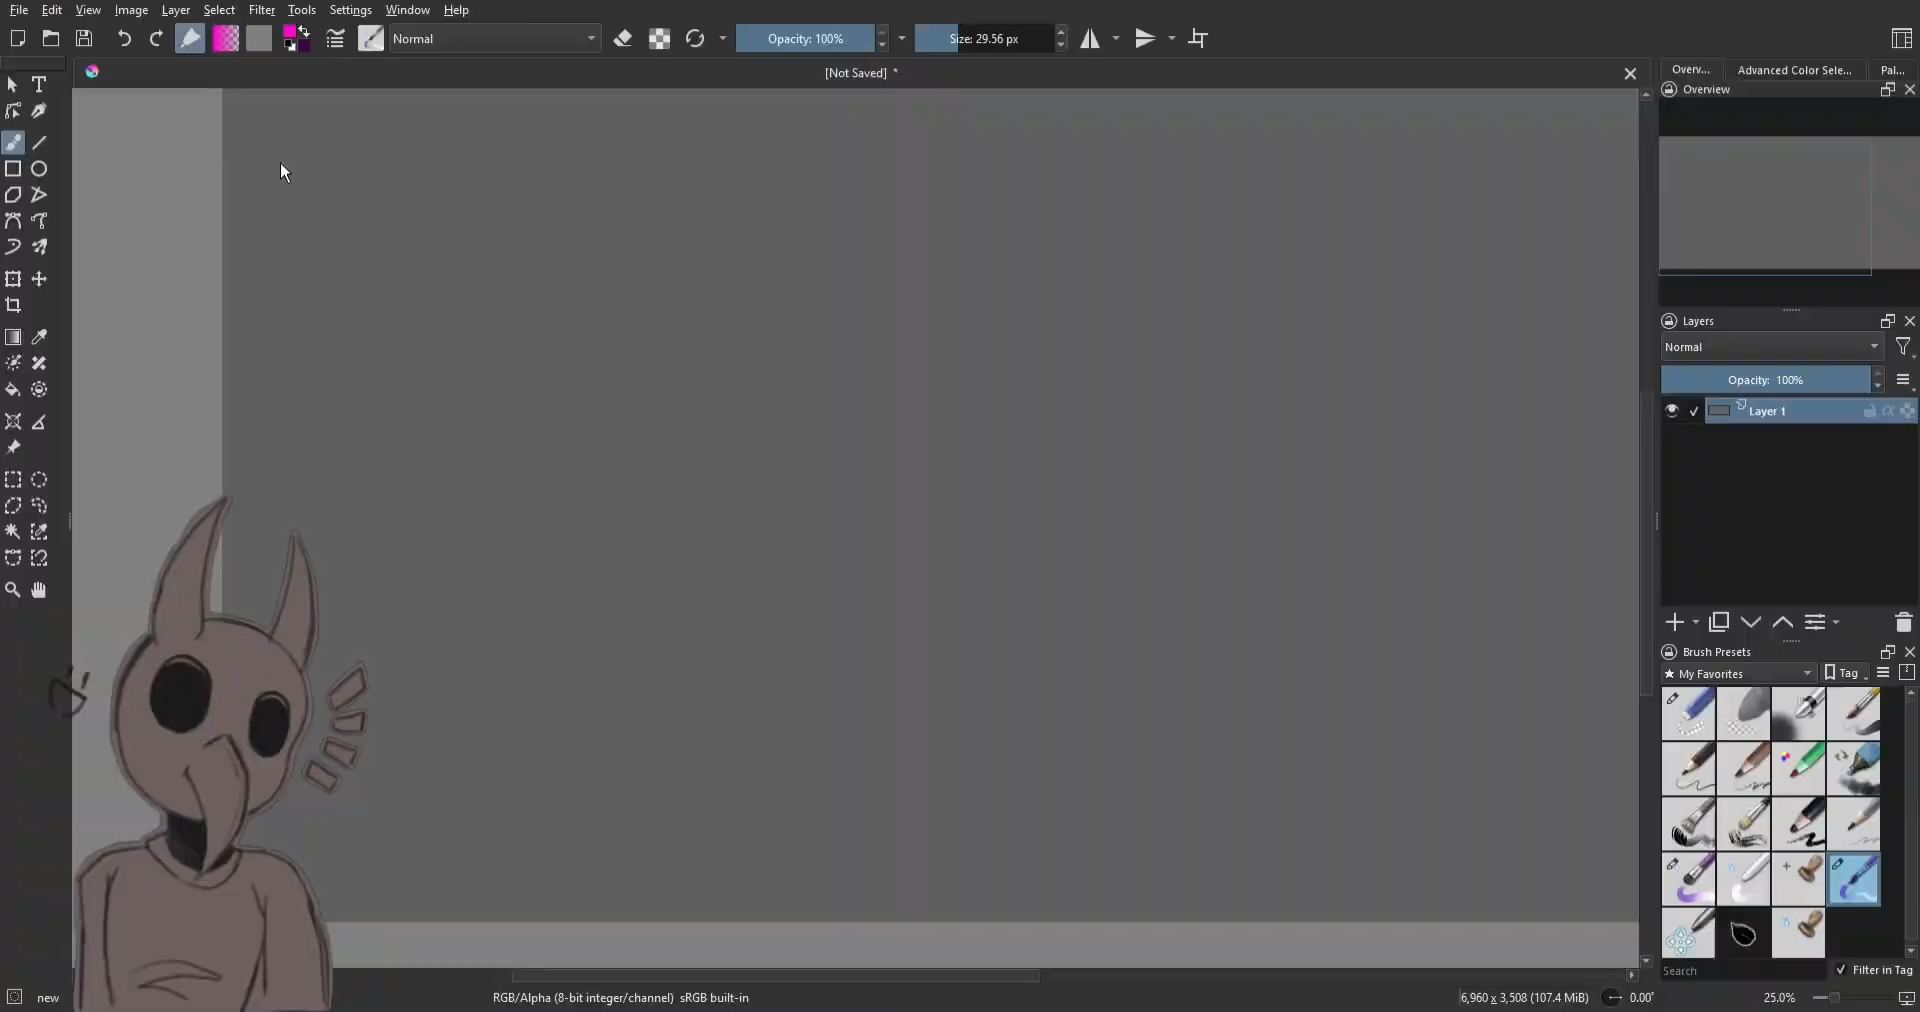 File Edit View Image Layer Select Filter Tools Settings Window Help
Normal
Opacity: 100%
Size: 29.56 px
[Not Saved] *
Overv... Advanced Color Sele... Pal...
Overview
Layers
Normal
Opacity: 100%
Layer 1
Brush Presets
★ My Favorites
Tag
Search
Filter in Tag
new
RGB/Alpha (8-bit integer/channel) sRGB built-in
6,960 x 3,508 (107.4 MiB)
0.00°
25.0%